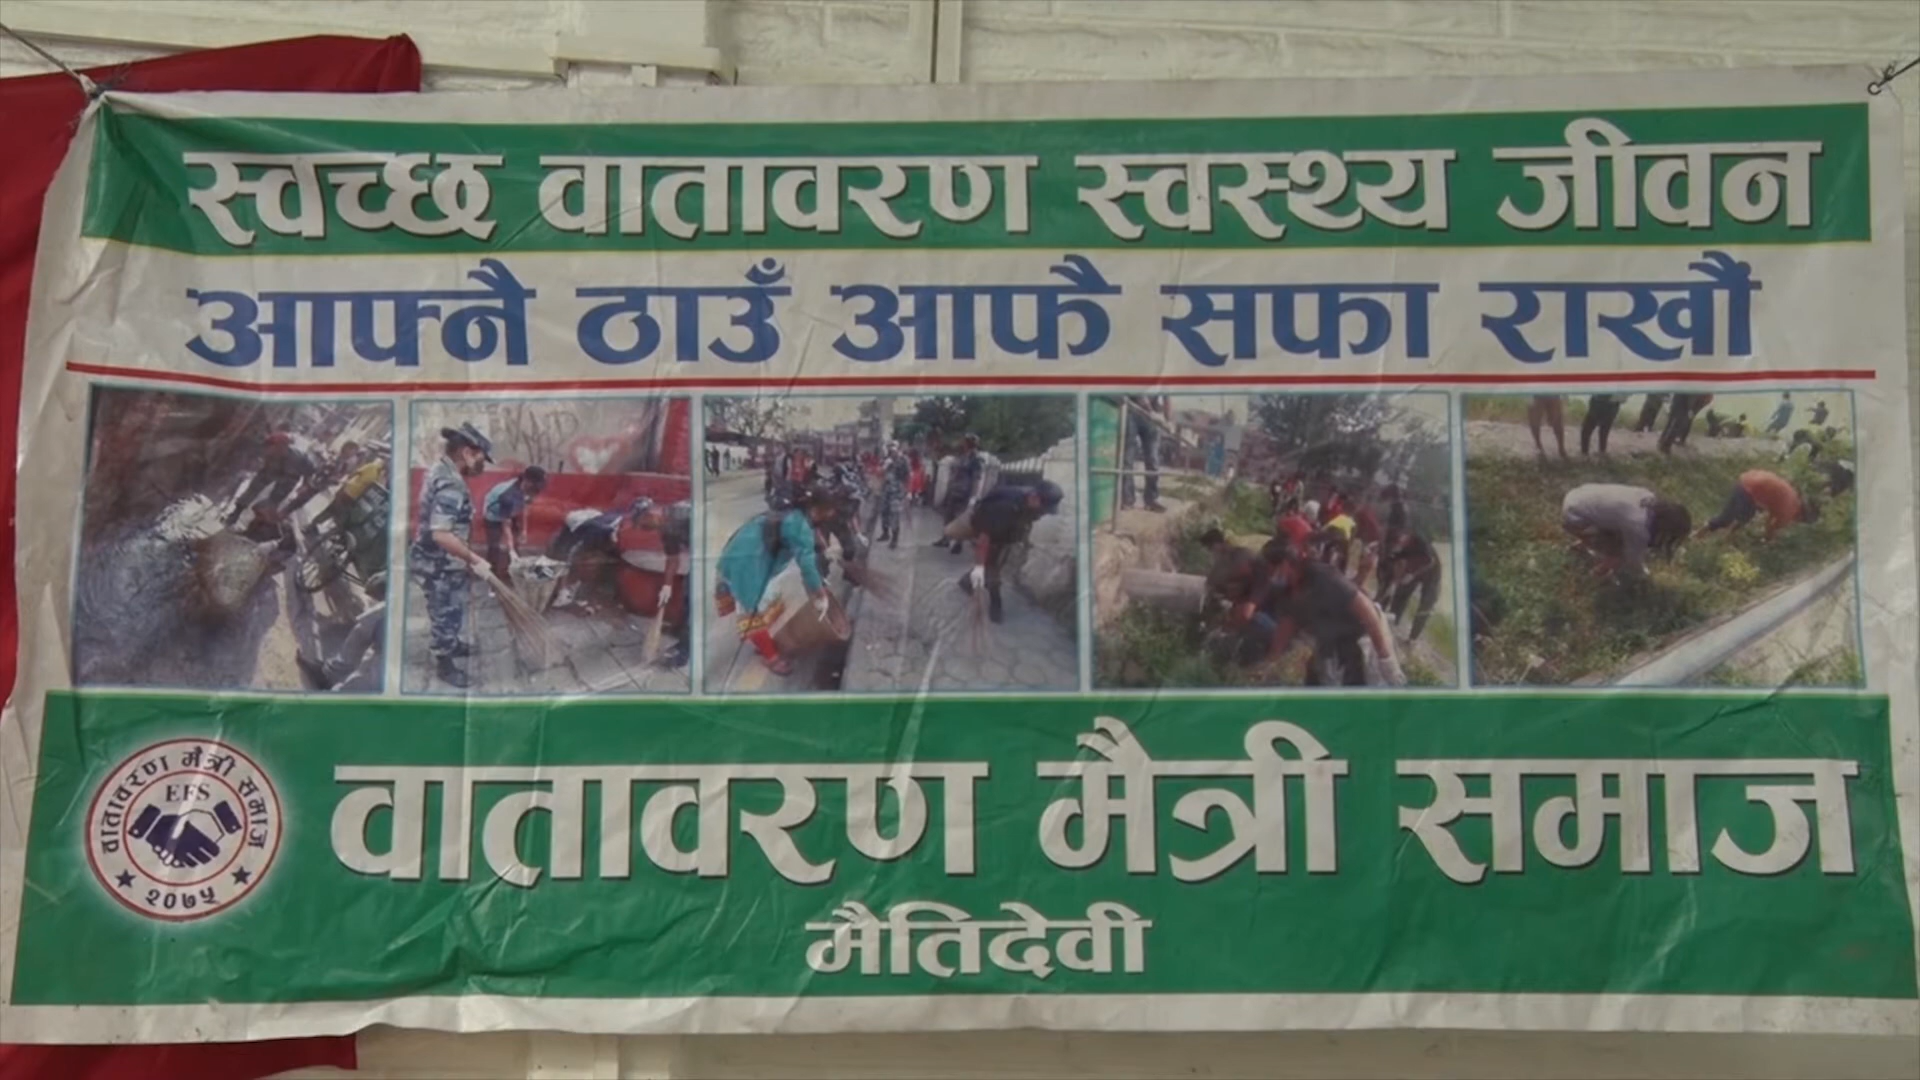 स्वच्छ वातावरण स्वस्थ्य जीवन
आफ्नै ठाउँ आफै सफा राखौं
वातावरण मैत्री समाज
EFS
२०७५
वातावरण मैत्री समाज
मैतिदेवी